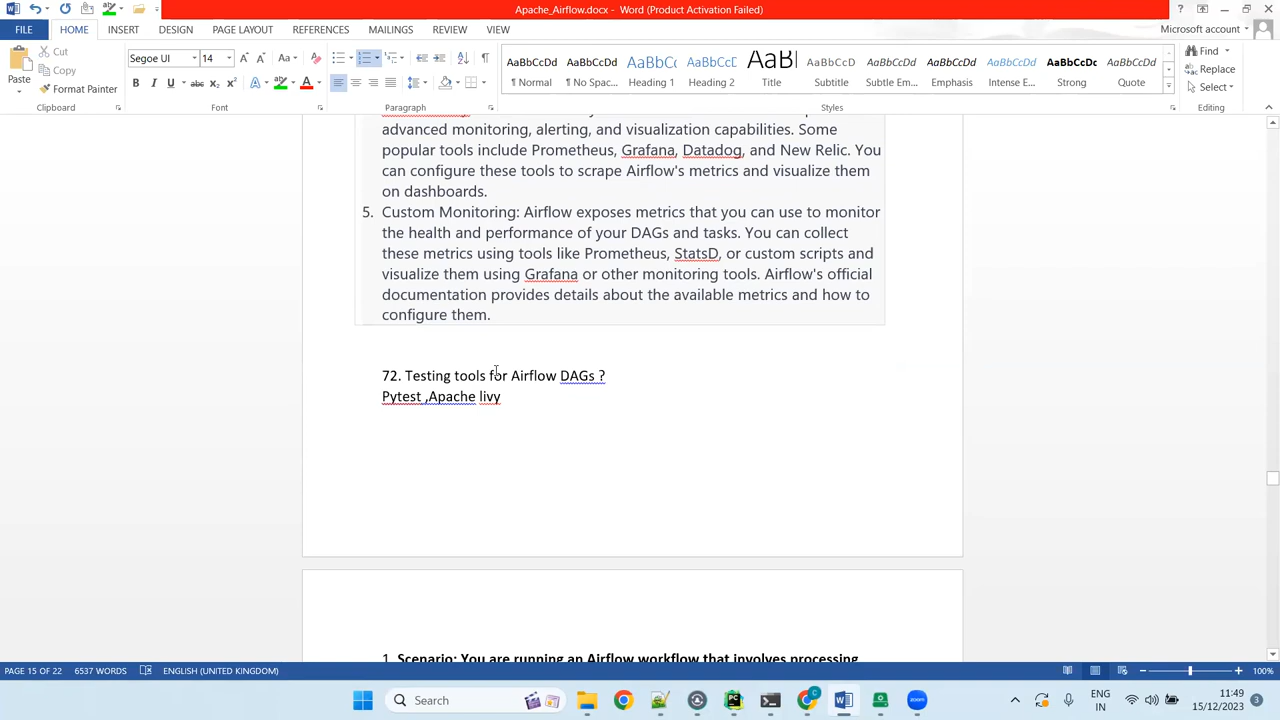 Apache_Airflow.docx - Word (Product Activation Failed)
FILE HOME INSERT DESIGN PAGE LAYOUT REFERENCES MAILINGS REVIEW VIEW Microsoft account
Cut
Copy
Format Painter
Paste
Clipboard
Segoe UI 14
Font
Paragraph
AaBbCcDd AaBbCcDd AaBbCc AaBbCcC AaB AaBbCcD AaBbCcDd AaBbCcDd AaBbCcDd AaBbCcDc AaBbCcDd
¶ Normal ¶ No Spac... Heading 1 Heading 2 Title Subtitle Subtle Em... Emphasis Intense E... Strong Quote
Styles
Find
Replace
Select
Editing
advanced monitoring, alerting, and visualization capabilities. Some
popular tools include Prometheus, Grafana, Datadog, and New Relic. You
can configure these tools to scrape Airflow's metrics and visualize them
on dashboards.
5. Custom Monitoring: Airflow exposes metrics that you can use to monitor
the health and performance of your DAGs and tasks. You can collect
these metrics using tools like Prometheus, StatsD, or custom scripts and
visualize them using Grafana or other monitoring tools. Airflow's official
documentation provides details about the available metrics and how to
configure them.
72. Testing tools for Airflow DAGs ?
Pytest ,Apache livy
1. Scenario: You are running an Airflow workflow that involves processing
PAGE 15 OF 22 6537 WORDS ENGLISH (UNITED KINGDOM) 100%
Search
ENG
IN
11:49
15/12/2023
3